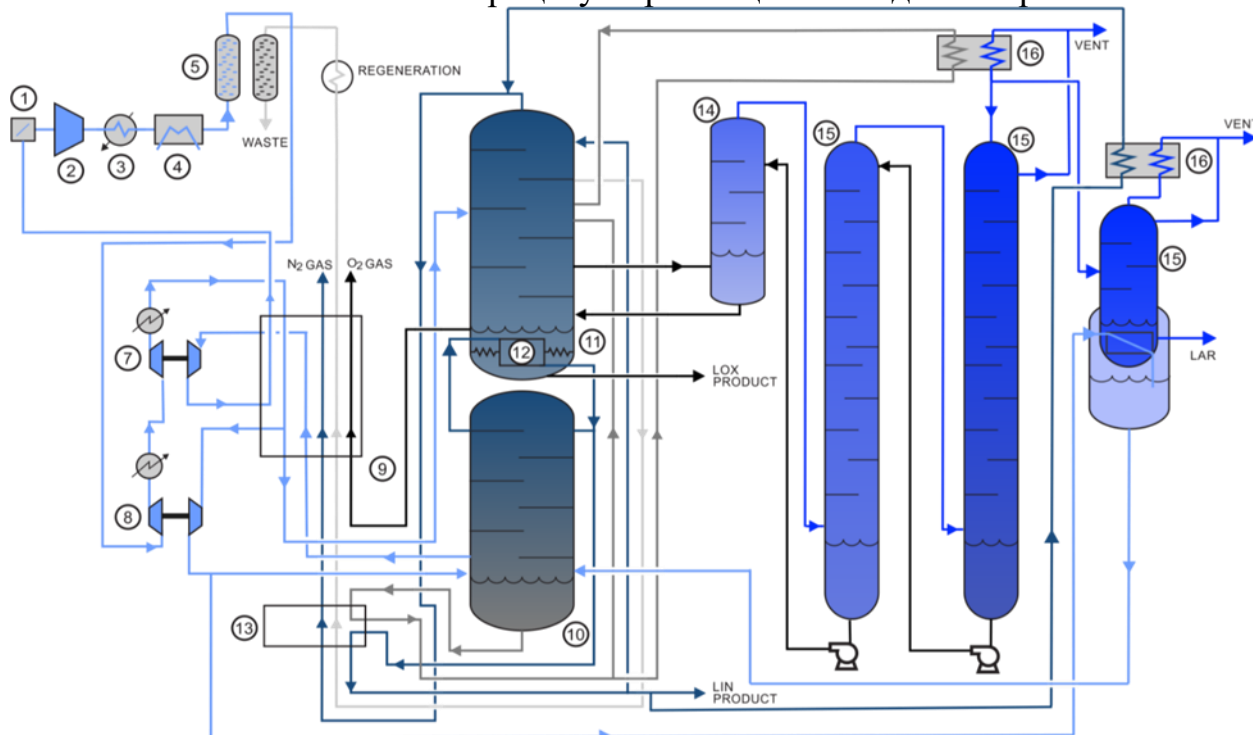 1
5
REGENERATION
2
3
4
WASTE
16
VENT
14
15
15
VENT
16
15
N2 GAS
O2 GAS
7
12
11
LOX
PRODUCT
LAR
9
8
13
10
LIN
PRODUCT